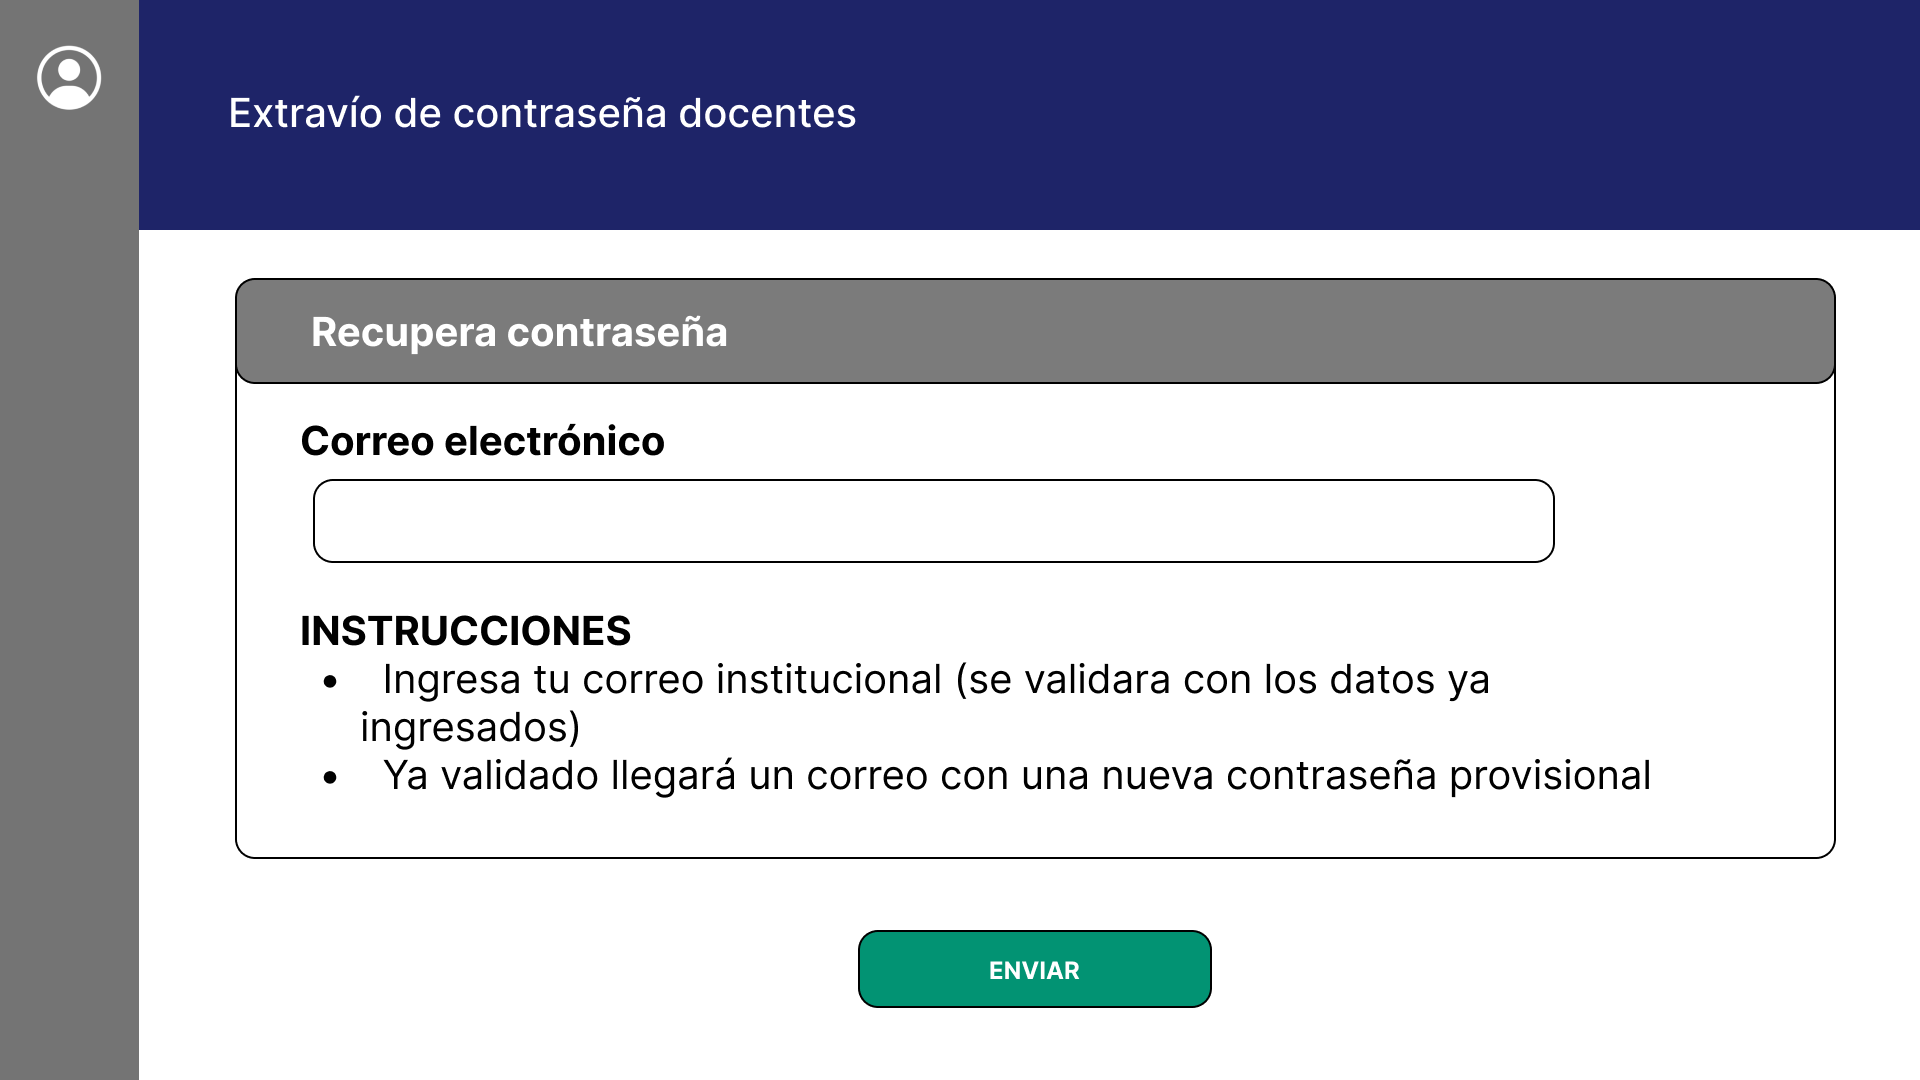 Extravío de contraseña docentes
Recupera contraseña
Correo electrónico
INSTRUCCIONES
• Ingresa tu correo institucional (se validara con los datos ya
ingresados)
• Ya validado llegará un correo con una nueva contraseña provisional
ENVIAR